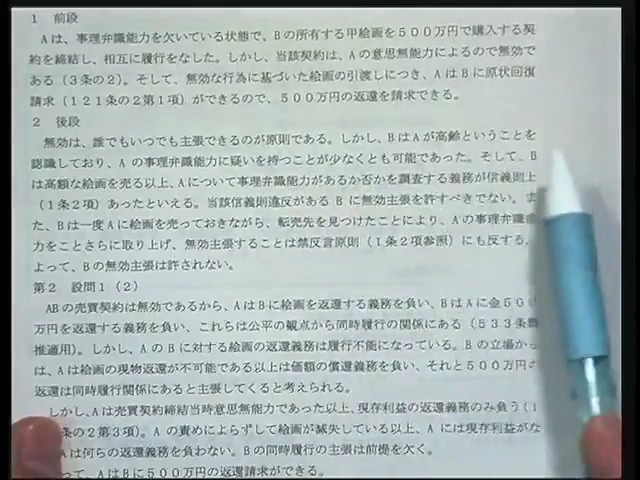 1 前段
Aは、事理弁識能力を欠いている状態で、Bの所有する甲絵画を500万円で購入する契
約を締結し、相互に履行をなした。しかし、当該契約は、Aの意思無能力によるので無効で
ある(3条の2)。そして、無効な行為に基づいた絵画の引渡しにつき、AはBに原状回復
請求(121条の2第1項)ができるので、500万円の返還を請求できる。
2 後段
無効は、誰でもいつでも主張できるのが原則である。しかし、BはAが高齢ということを
認識しており、Aの事理弁識能力に疑いを持つことが少なくとも可能であった。そして、B
は高額な絵画を売る以上、Aについて事理弁識能力があるか否かを調査する義務が信義則上
(1条2項)あったといえる。当該信義則違反があるBに無効主張を許すべきでない。ま
た、Bは一度Aに絵画を売っておきながら、転売先を見つけたことにより、Aの事理弁識
力をことさらに取り上げ、無効主張することは禁反言原則(1条2項参照)にも反する。
よって、Bの無効主張は許されない。
第2 設問1(2)
ABの売買契約は無効であるから、AはBに絵画を返還する義務を負い、BはAに金50
万円を返還する義務を負い、これらは公平の観点から同時履行の関係にある(533条
推適用)。しかし、AのBに対する絵画の返還義務は履行不能になっている。Bの立場か
は、Aは絵画の現物返還が不可能である以上は価額の償還義務を負い、それと500万円
返還は同時履行関係にあると主張してくると考えられる。
しかし、Aは売買契約締結当時意思無能力であった以上、現存利益の返還義務のみ負う(1
条の2第3項)。Aの責めによらずして絵画が滅失している以上、Aには現存利益がな
Aは何らの返還義務を負わない。Bの同時履行の主張は前提を欠く。
って、AはBに500万円の返還請求ができる。